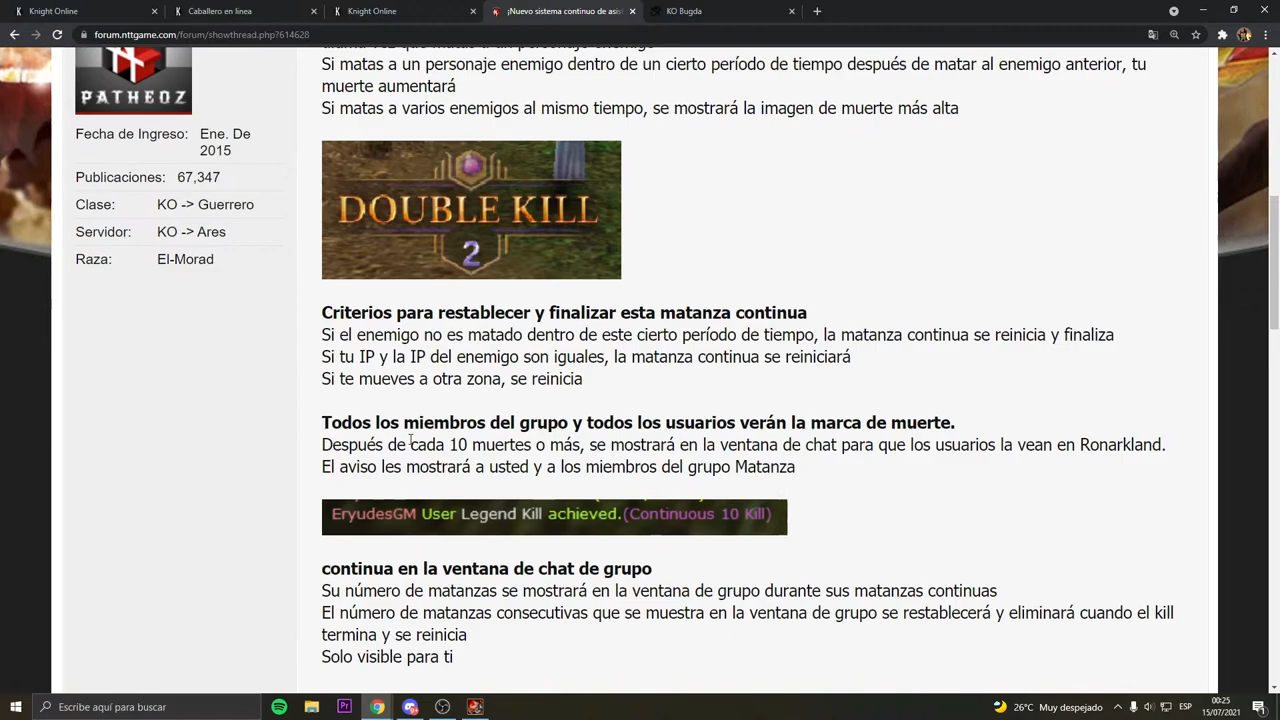 Knight Online
Caballero en linea
Knight Online
¡Nuevo sistema continuo de asis
KO Bugda
forum.nttgame.com/forum/showthread.php?614628
PATHEOZ
Fecha de Ingreso: Ene. De 2015
Publicaciones: 67,347
Clase: KO -> Guerrero
Servidor: KO -> Ares
Raza: El-Morad
Si matas a un personaje enemigo dentro de un cierto período de tiempo después de matar al enemigo anterior, tu
muerte aumentará
Si matas a varios enemigos al mismo tiempo, se mostrará la imagen de muerte más alta
DOUBLE KILL
2
Criterios para restablecer y finalizar esta matanza continua
Si el enemigo no es matado dentro de este cierto período de tiempo, la matanza continua se reinicia y finaliza
Si tu IP y la IP del enemigo son iguales, la matanza continua se reiniciará
Si te mueves a otra zona, se reinicia
Todos los miembros del grupo y todos los usuarios verán la marca de muerte.
Después de cada 10 muertes o más, se mostrará en la ventana de chat para que los usuarios la vean en Ronarkland.
El aviso les mostrará a usted y a los miembros del grupo Matanza
EryudesGM User Legend Kill achieved.(Continuous 10 Kill)
continua en la ventana de chat de grupo
Su número de matanzas se mostrará en la ventana de grupo durante sus matanzas continuas
El número de matanzas consecutivas que se muestra en la ventana de grupo se restablecerá y eliminará cuando el kill
termina y se reinicia
Solo visible para ti
Escribe aquí para buscar
26°C Muy despejado
ESP
00:25
15/07/2021